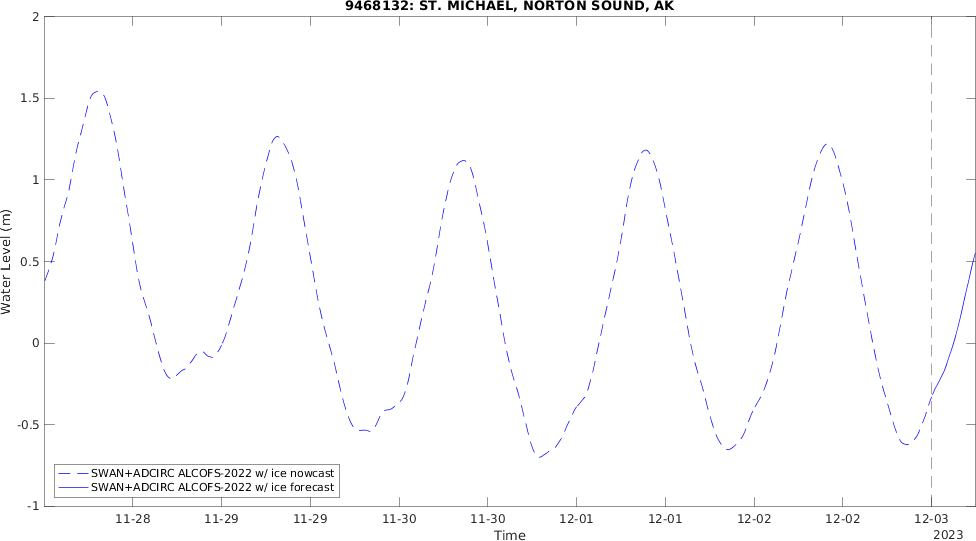 9468132: ST. MICHAEL, NORTON SOUND, AK
2
1.5
1
0.5
0
-0.5
-1
Water Level (m)
SWAN+ADCIRC ALCOFS-2022 w/ ice nowcast
SWAN+ADCIRC ALCOFS-2022 w/ ice forecast
11-28 11-29 11-29 11-30 11-30 12-01 12-01 12-02 12-02 12-03
Time
2023